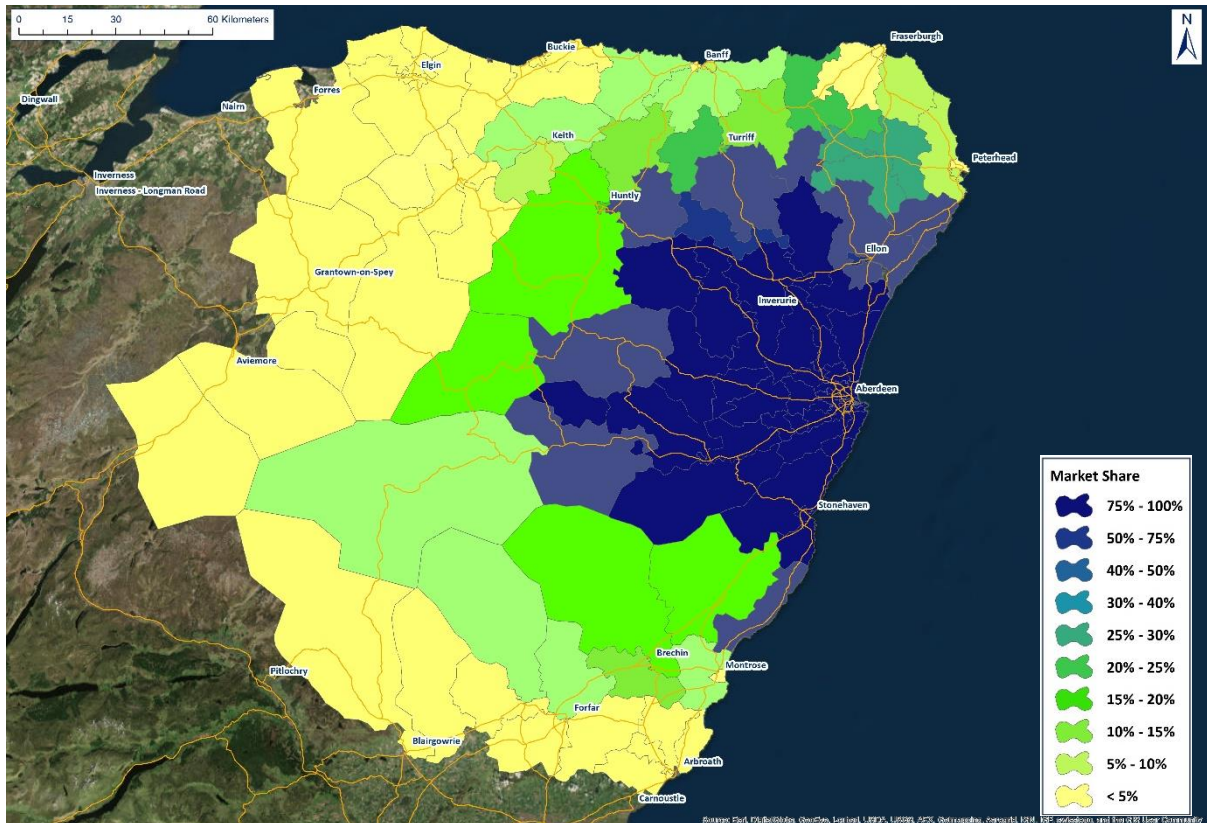 0 15 30 60 Kilometers
N
Fraserburgh
Buckie
Banff
Elgin
Dingwall
Forres
Nairn
Keith
Turriff
Peterhead
Inverness
Inverness - Longman Road
Huntly
Ellon
Grantown-on-Spey
Inverurie
Aviemore
Aberdeen
Stonehaven
Brechin
Montrose
Pitlochry
Forfar
Blairgowrie
Arbroath
Carnoustie
Market Share
75% - 100%
50% - 75%
40% - 50%
30% - 40%
25% - 30%
20% - 25%
15% - 20%
10% - 15%
5% - 10%
< 5%